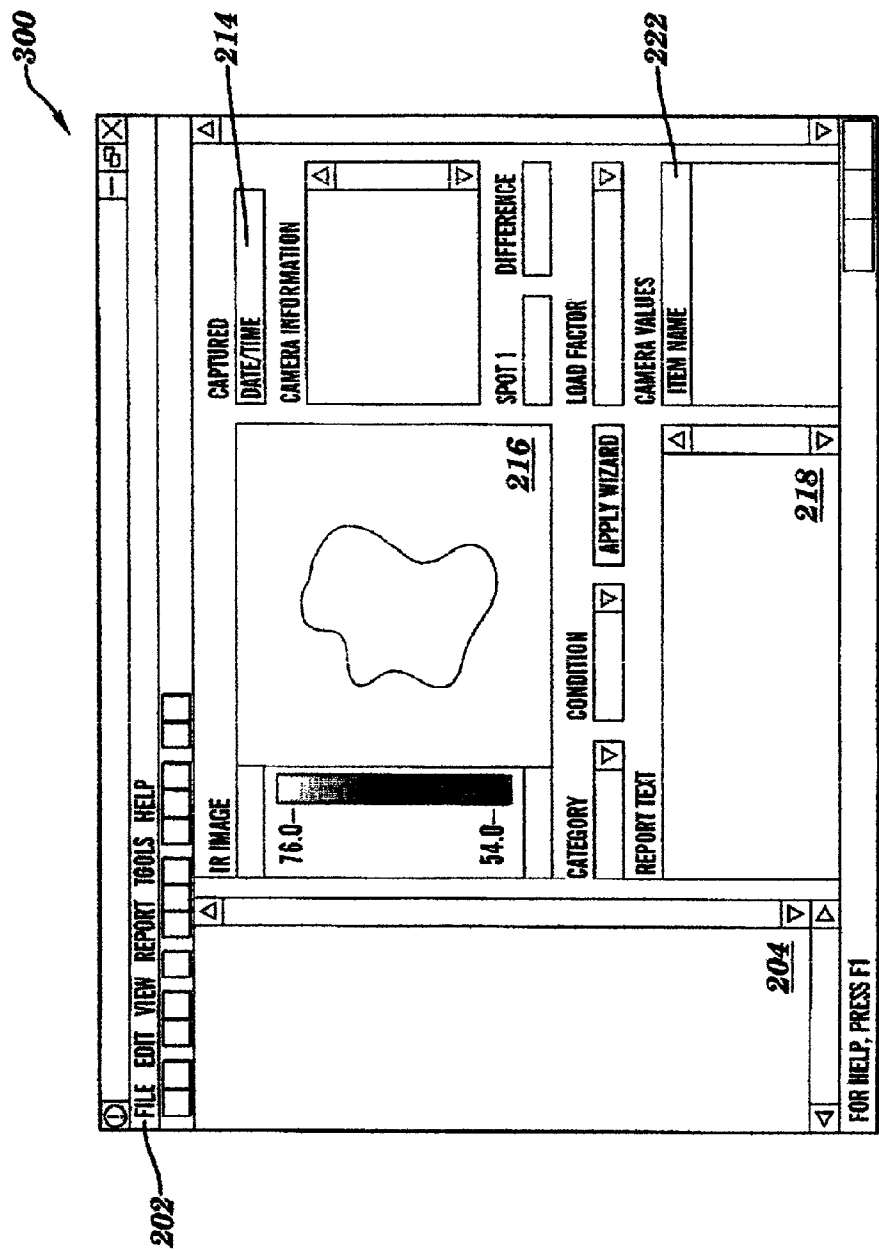 300
202
FILE EDIT VIEW REPORT TOOLS HELP
214
IR IMAGE
CAPTURED
DATE/TIME
76.0
54.0
216
CAMERA INFORMATION
SPOT 1 DIFFERENCE
CATEGORY CONDITION APPLY WIZARD LOAD FACTOR
REPORT TEXT CAMERA VALUES
ITEM NAME
222
204
218
FOR HELP, PRESS F1